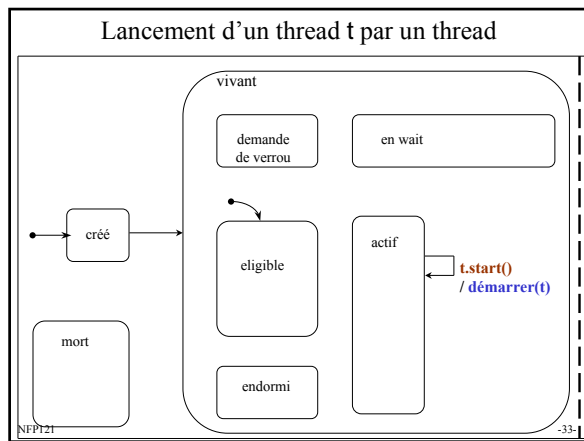 Lancement d’un thread t par un thread
vivant
demande
de verrou
en wait
créé
eligible
actif
t.start()
/ démarrer(t)
mort
endormi
NFP121
-33-